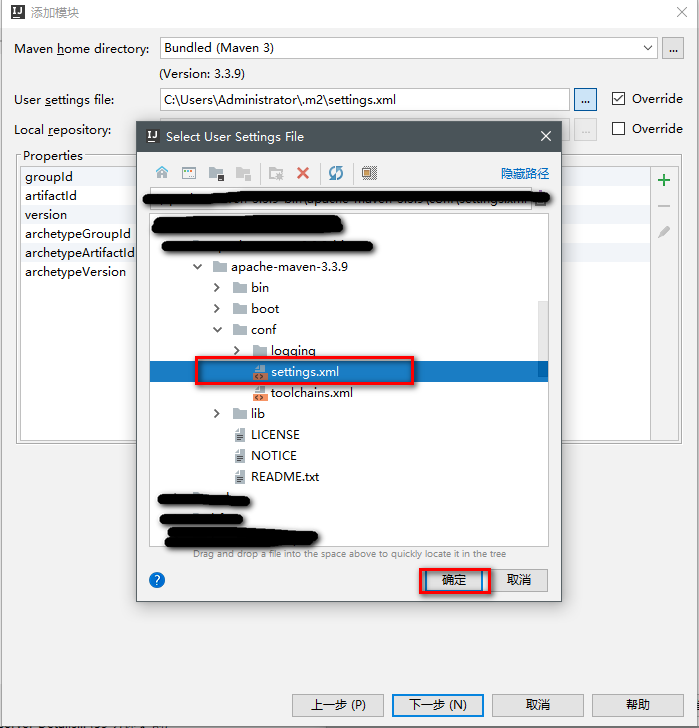 添加模块
Maven home directory:
Bundled (Maven 3)
...
(Version: 3.3.9)
User settings file:
C:\Users\Administrator\.m2\settings.xml
...
Override
Local repository:
...
Override
Properties
groupId
artifactId
version
archetypeGroupId
archetypeArtifactId
archetypeVersion
Select User Settings File
隐藏路径
apache-maven-3.3.9
bin
boot
conf
logging
settings.xml
toolchains.xml
lib
LICENSE
NOTICE
README.txt
Drag and drop a file into the space above to quickly locate it in the tree
?
确定
取消
上一步 (P)
下一步 (N)
取消
帮助